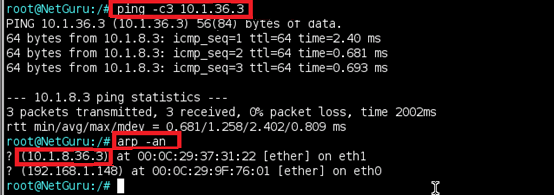 root@NetGuru:/# ping -c3 10.1.36.3
PING 10.1.36.3 (10.1.36.3) 56(84) bytes of data.
64 bytes from 10.1.8.3: icmp_seq=1 ttl=64 time=2.40 ms
64 bytes from 10.1.8.3: icmp_seq=2 ttl=64 time=0.681 ms
64 bytes from 10.1.8.3: icmp_seq=3 ttl=64 time=0.693 ms
--- 10.1.8.3 ping statistics ---
3 packets transmitted, 3 received, 0% packet loss, time 2002ms
rtt min/avg/max/mdev = 0.681/1.258/2.402/0.809 ms
root@NetGuru:/# arp -an
? (10.1.8.36.3) at 00:0C:29:37:31:22 [ether] on eth1
? (192.168.1.148) at 00:0C:29:9F:76:01 [ether] on eth0
root@NetGuru:/#